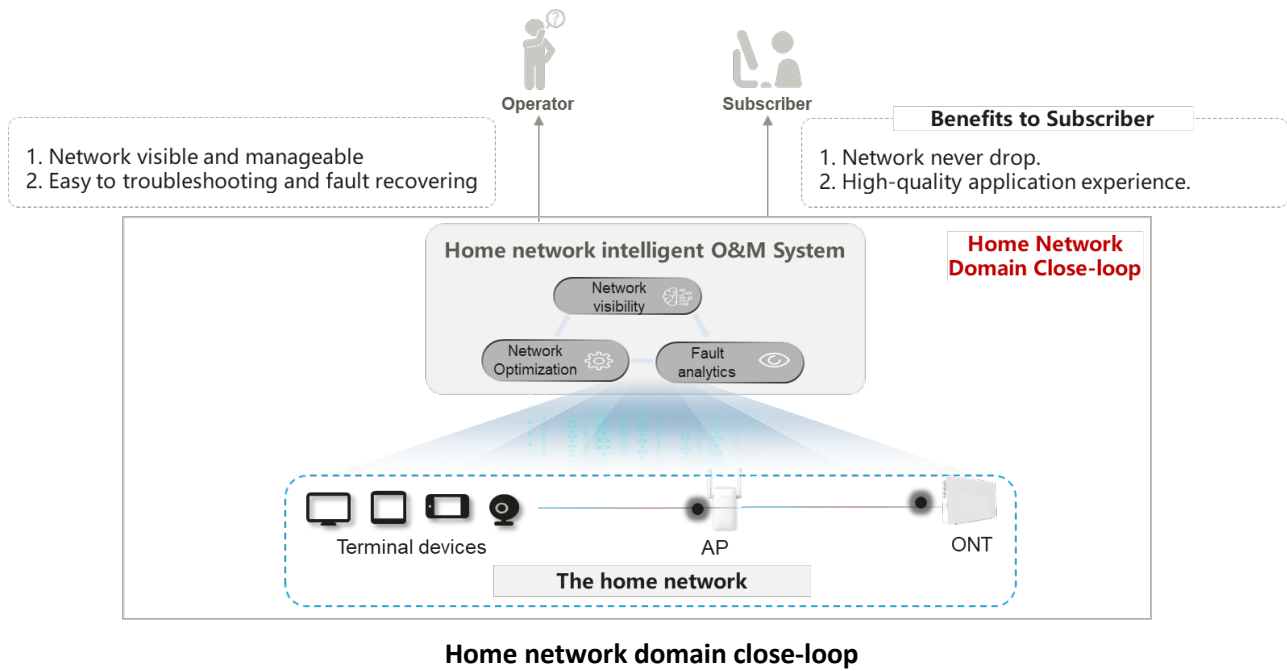 ?
Operator
Subscriber
1. Network visible and manageable
2. Easy to troubleshooting and fault recovering
Benefits to Subscriber
1. Network never drop.
2. High-quality application experience.
Home Network
Domain Close-loop
Home network intelligent O&M System
Network
visibility
Network
Optimization
Fault
analytics
Terminal devices
AP
ONT
The home network
Home network domain close-loop